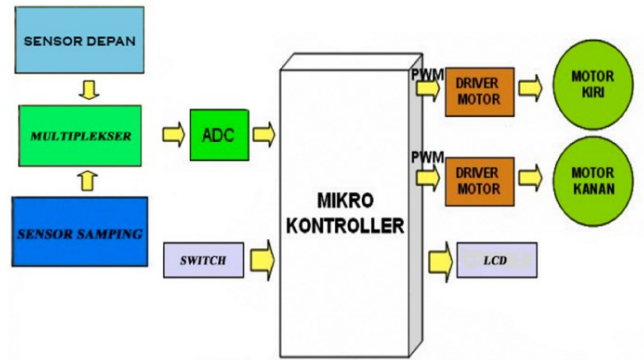 SENSOR DEPAN
MULTIPLEKSER
SENSOR SAMPING
ADC
SWITCH
MIKRO
KONTROLLER
PWM
DRIVER
MOTOR
MOTOR
KIRI
PWM
DRIVER
MOTOR
MOTOR
KANAN
LCD